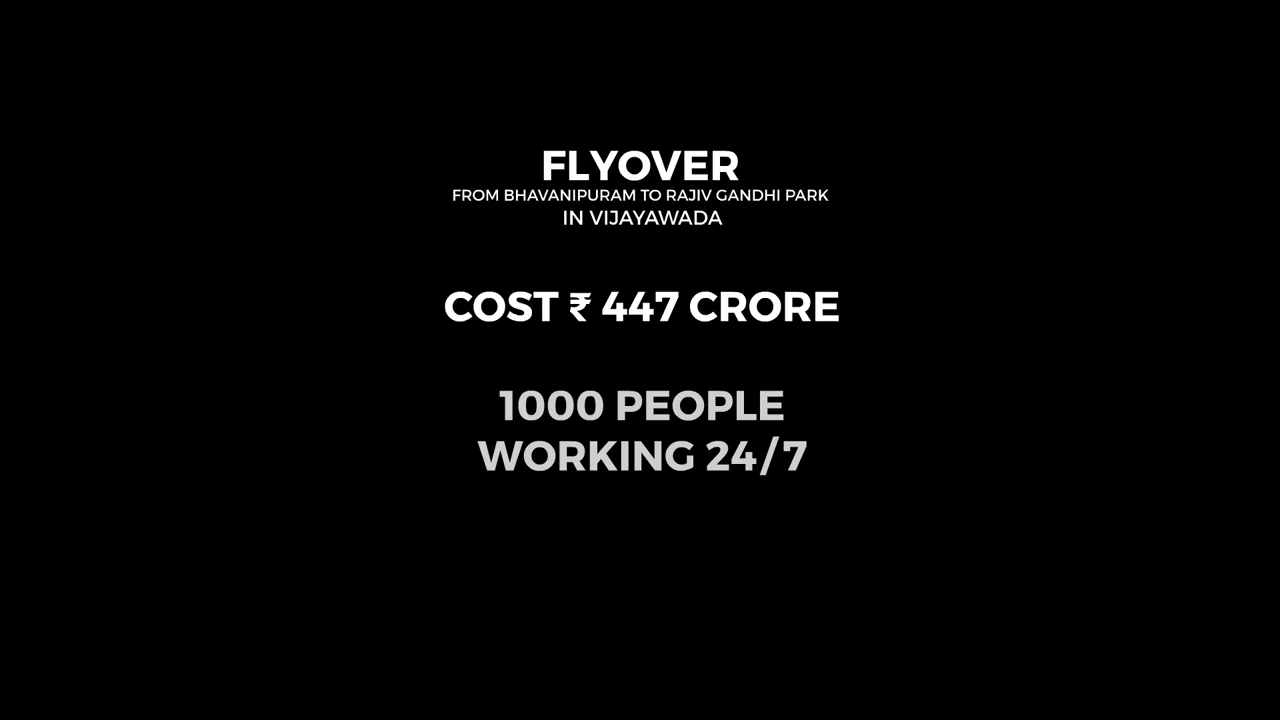 FLYOVER
FROM BHAVANIPURAM TO RAJIV GANDHI PARK
IN VIJAYAWADA
COST ₹ 447 CRORE
1000 PEOPLE
WORKING 24/7